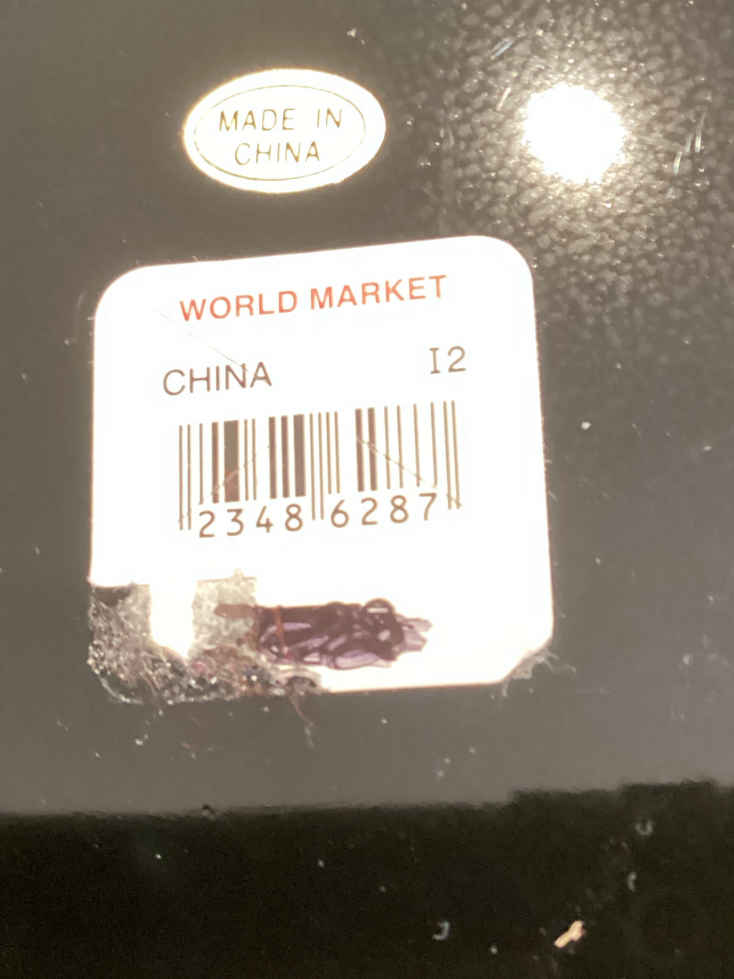 MADE IN
CHINA
WORLD MARKET
CHINA I2
2348 6287